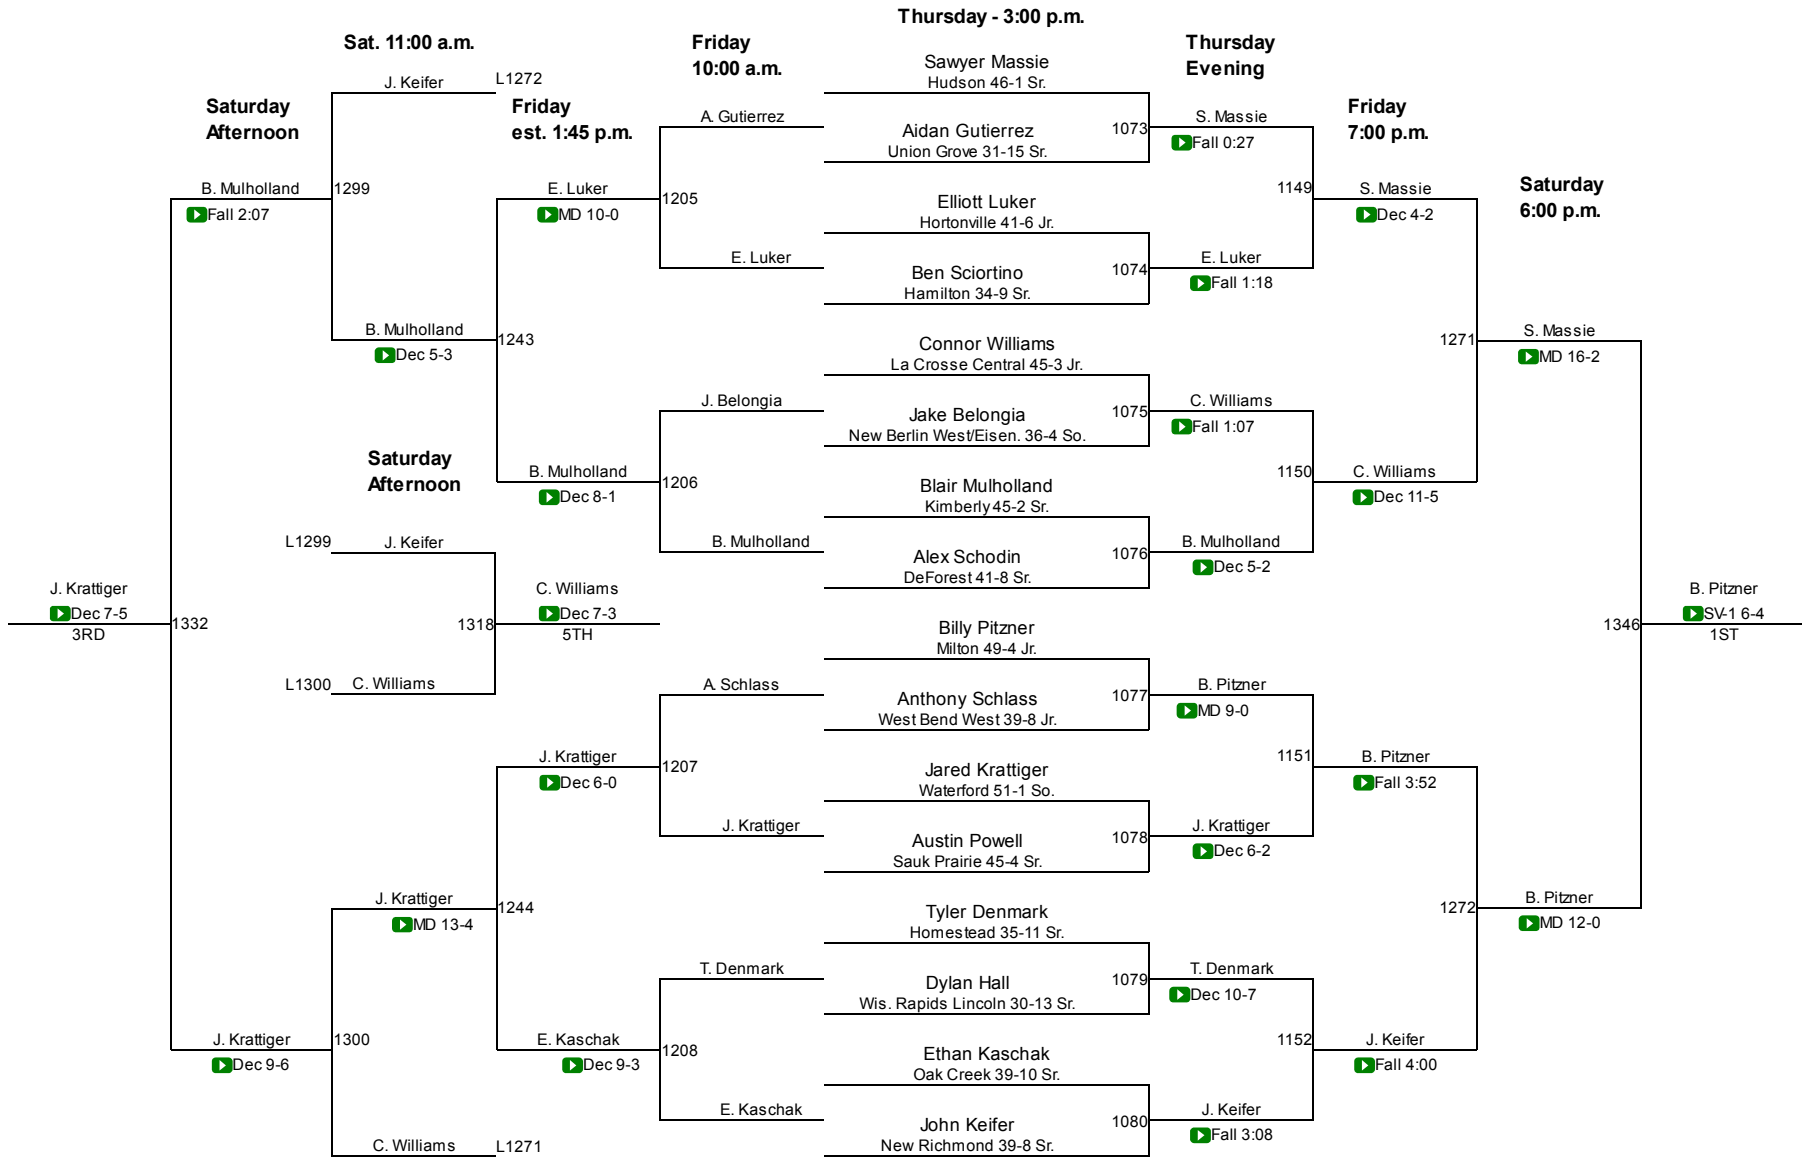 Thursday - 3:00 p.m.
Sat. 11:00 a.m.
Friday
10:00 a.m.
Thursday
Evening
Saturday
Afternoon
Friday
est. 1:45 p.m.
Friday
7:00 p.m.
Saturday
6:00 p.m.
Saturday
Afternoon
J. Keifer L1272
B. Mulholland
Fall 2:07
1299
B. Mulholland
Dec 5-3
L1299 J. Keifer
L1300 C. Williams
1318
C. Williams
Dec 7-3
5TH
J. Krattiger
Dec 7-5
3RD
1332
J. Krattiger
MD 13-4
J. Krattiger
Dec 9-6
1300
C. Williams L1271
E. Luker
MD 10-0
1243
B. Mulholland
Dec 8-1
J. Krattiger
Dec 6-0
1244
E. Kaschak
Dec 9-3
A. Gutierrez
1205
E. Luker
J. Belongia
1206
B. Mulholland
A. Schlass
1207
J. Krattiger
T. Denmark
1208
E. Kaschak
Sawyer Massie
Hudson 46-1 Sr.
1073
Aidan Gutierrez
Union Grove 31-15 Sr.
Elliott Luker
Hortonville 41-6 Jr.
1074
Ben Sciortino
Hamilton 34-9 Sr.
Connor Williams
La Crosse Central 45-3 Jr.
1075
Jake Belongia
New Berlin West/Eisen. 36-4 So.
Blair Mulholland
Kimberly 45-2 Sr.
1076
Alex Schodin
DeForest 41-8 Sr.
Billy Pitzner
Milton 49-4 Jr.
1077
Anthony Schlass
West Bend West 39-8 Jr.
Jared Krattiger
Waterford 51-1 So.
1078
Austin Powell
Sauk Prairie 45-4 Sr.
Tyler Denmark
Homestead 35-11 Sr.
1079
Dylan Hall
Wis. Rapids Lincoln 30-13 Sr.
Ethan Kaschak
Oak Creek 39-10 Sr.
1080
John Keifer
New Richmond 39-8 Sr.
S. Massie
Fall 0:27
1149
E. Luker
Fall 1:18
C. Williams
Fall 1:07
1150
B. Mulholland
Dec 5-2
B. Pitzner
MD 9-0
1151
J. Krattiger
Dec 6-2
T. Denmark
Dec 10-7
1152
J. Keifer
Fall 3:08
S. Massie
Dec 4-2
1271
C. Williams
Dec 11-5
B. Pitzner
Fall 3:52
1272
J. Keifer
Fall 4:00
S. Massie
MD 16-2
1346
B. Pitzner
MD 12-0
B. Pitzner
SV-1 6-4
1ST